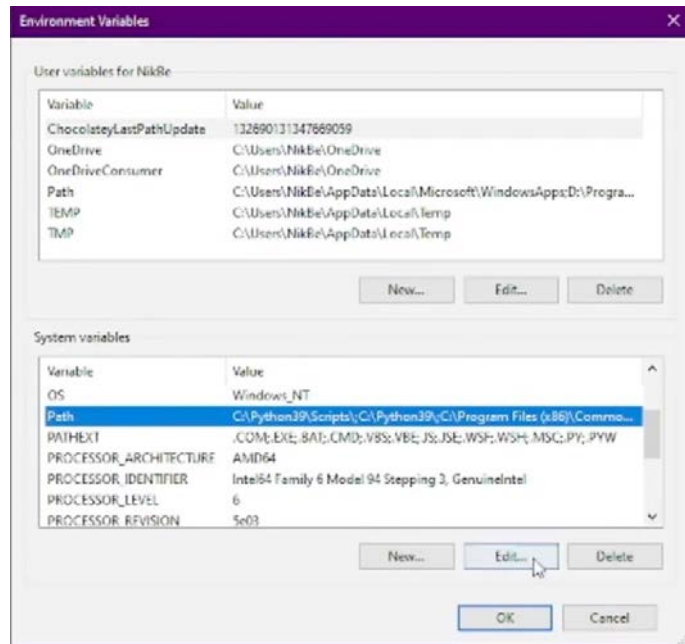 Environment Variables
User variables for NikBe
Variable Value
ChocolateyLastPathUpdate 132690131347669059
OneDrive C:\Users\NikBe\OneDrive
OneDriveConsumer C:\Users\NikBe\OneDrive
Path C:\Users\NikBe\AppData\Local\Microsoft\WindowsApps;D:\Progra...
TEMP C:\Users\NikBe\AppData\Local\Temp
TMP C:\Users\NikBe\AppData\Local\Temp
New... Edit... Delete
System variables
Variable Value
OS Windows_NT
Path C:\Python39\Scripts\;C:\Python39\;C:\Program Files (x86)\Commo...
PATHEXT .COM;.EXE;.BAT;.CMD;.VBS;.VBE;.JS;.JSE;.WSF;.WSH;.MSC;.PY;.PYW
PROCESSOR_ARCHITECTURE AMD64
PROCESSOR_IDENTIFIER Intel64 Family 6 Model 94 Stepping 3, GenuineIntel
PROCESSOR_LEVEL 6
PROCESSOR_REVISION 5e03
New... Edit... Delete
OK Cancel